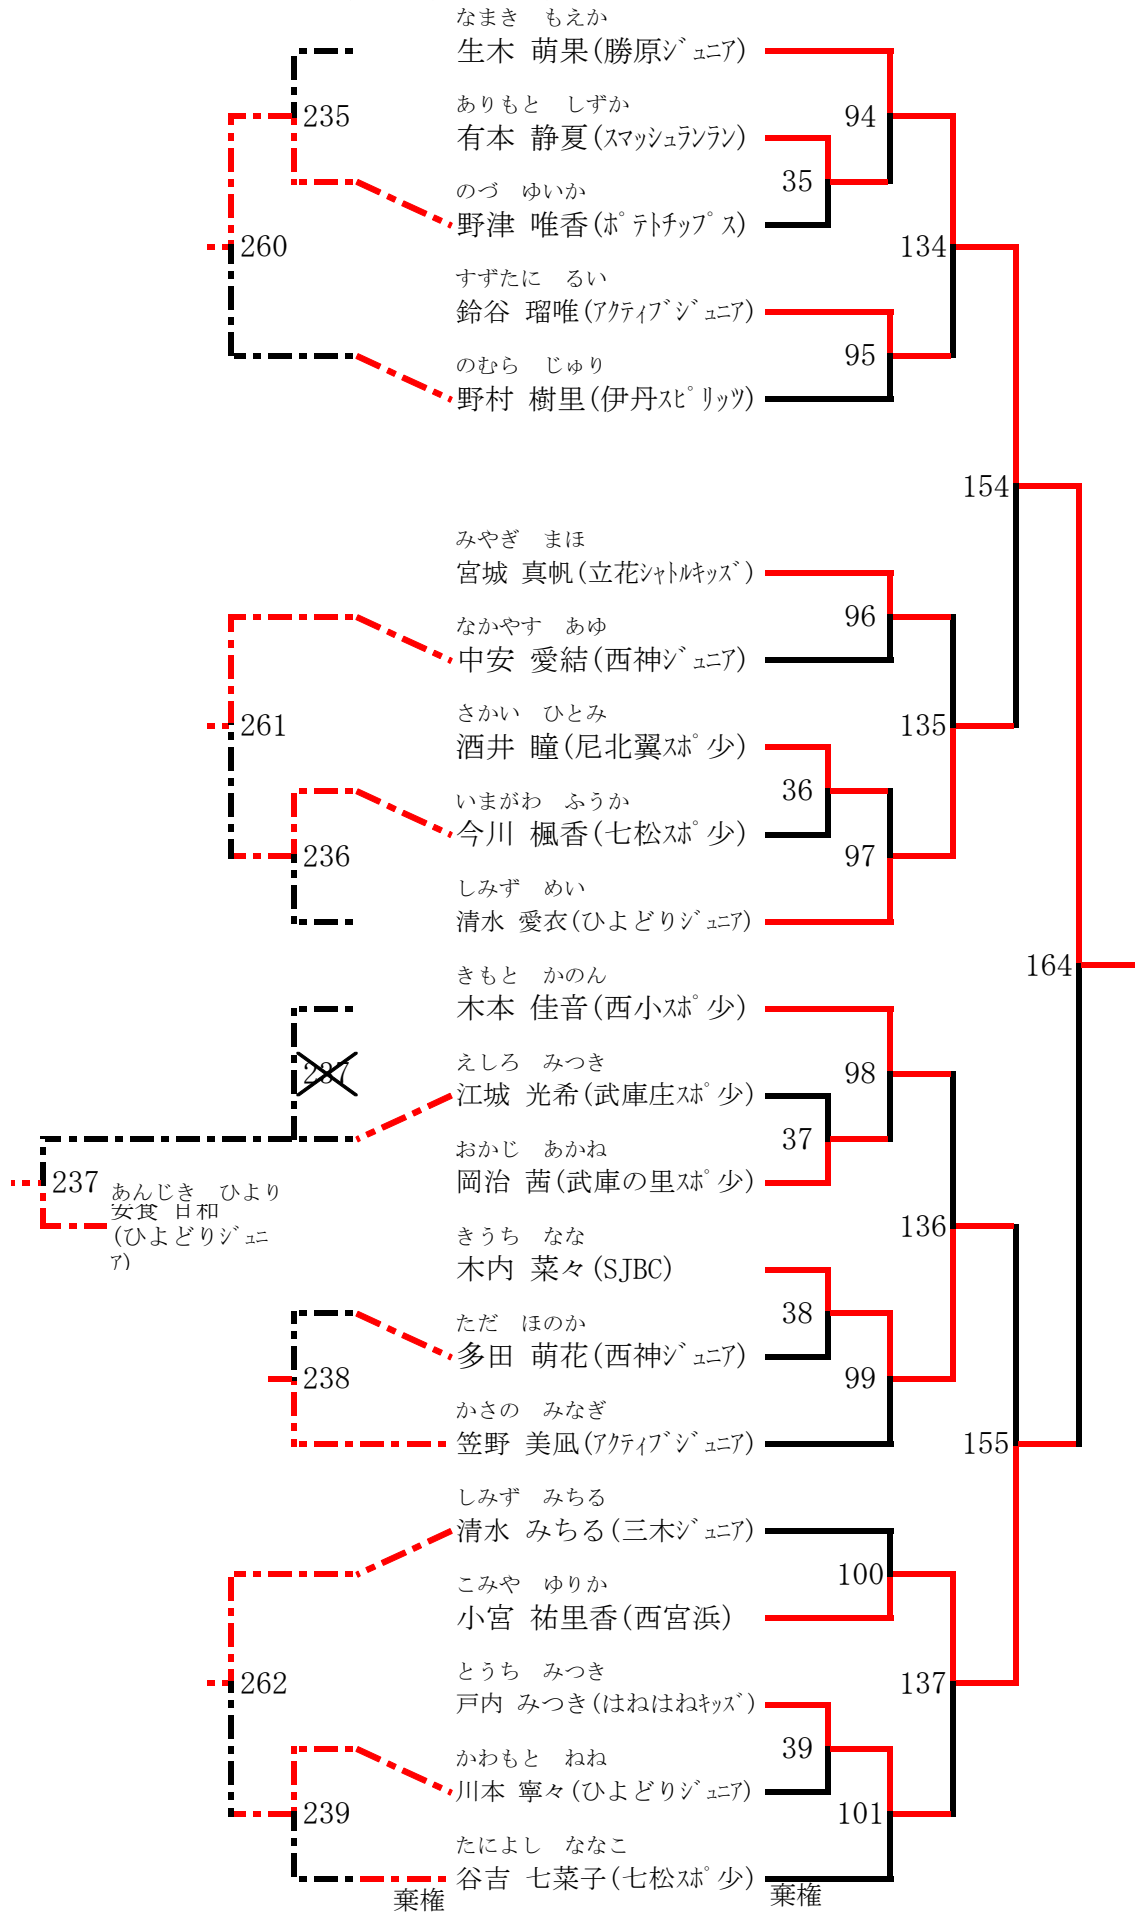 なまき もえか
生木 萌果(勝原ｼﾞｭﾆｱ)
235
ありもと しずか
94
有本 静夏(ｽﾏｯｼｭﾗﾝﾗﾝ)
35
のづ ゆいか
野津 唯香(ﾎﾟﾃﾄﾁｯﾌﾟｽ)
260
134
すずたに るい
鈴谷 瑠唯(ｱｸﾃｨﾌﾞｼﾞｭﾆｱ)
95
のむら じゅり
野村 樹里(伊丹ｽﾋﾟﾘｯﾂ)
154
みやぎ まほ
宮城 真帆(立花ｼｬﾄﾙｷｯｽﾞ)
96
なかやす あゆ
中安 愛結(西神ｼﾞｭﾆｱ)
さかい ひとみ
261
135
酒井 瞳(尼北翼ｽﾎﾟ少)
36
いまがわ ふうか
今川 楓香(七松ｽﾎﾟ少)
236
97
しみず めい
清水 愛衣(ひよどりｼﾞｭﾆｱ)
164
きもと かのん
木本 佳音(西小ｽﾎﾟ少)
237
98
えしろ みつき
江城 光希(武庫庄ｽﾎﾟ少)
37
おかじ あかね
岡治 茜(武庫の里ｽﾎﾟ少)
237
あんじき ひより
安食 日和
(ひよどりｼﾞｭﾆ
ｱ)
136
きうち なな
木内 菜々(SJBC)
38
ただ ほのか
多田 萌花(西神ｼﾞｭﾆｱ)
238
99
かさの みなぎ
笠野 美凪(ｱｸﾃｨﾌﾞｼﾞｭﾆｱ)
155
しみず みちる
清水 みちる(三木ｼﾞｭﾆｱ)
100
こみや ゆりか
小宮 祐里香(西宮浜)
とうち みつき
262
137
戸内 みつき(はねはねｷｯｽﾞ)
39
かわもと ねね
川本 寧々(ひよどりｼﾞｭﾆｱ)
239
101
たによし ななこ
谷吉 七菜子(七松ｽﾎﾟ少)
棄権
棄権